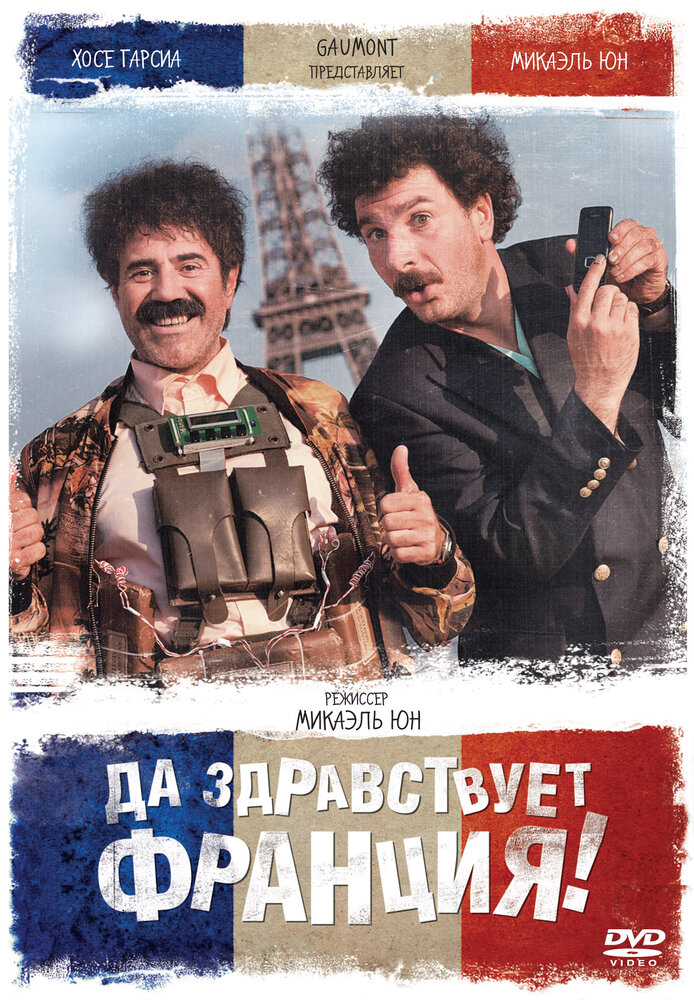 ХОСЕ ГАРСИА
GAUMONT
ПРЕДСТАВЛЯЕТ
МИКАЭЛЬ ЮН
РЕЖИССЕР
МИКАЭЛЬ ЮН
ДА ЗДРАВСТВУЕТ
ФРАНЦИЯ!
DVD
VIDEO